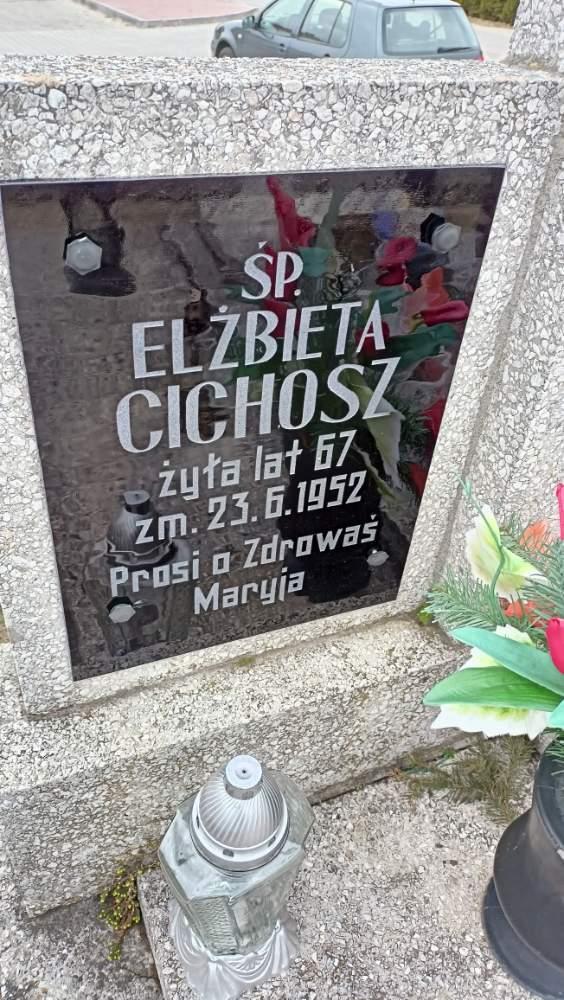 ŚP.
ELŻBIETA
CICHOSZ
żyła lat 67
zm. 23.6.1952
Prosi o Zdrowaś
Maryja